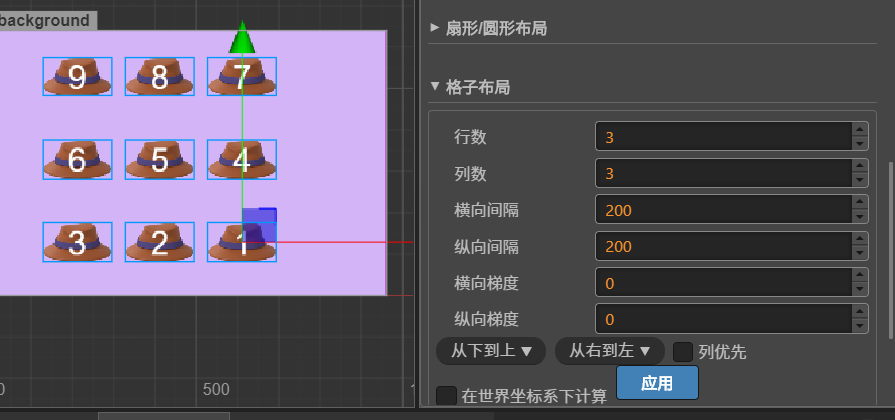 background
9 8 7
6 5 4
3 2 1
500
扇形/圆形布局
格子布局
行数 3
列数 3
横向间隔 200
纵向间隔 200
横向梯度 0
纵向梯度 0
从下到上 ▼ 从右到左 ▼ 列优先
在世界坐标系下计算 应用